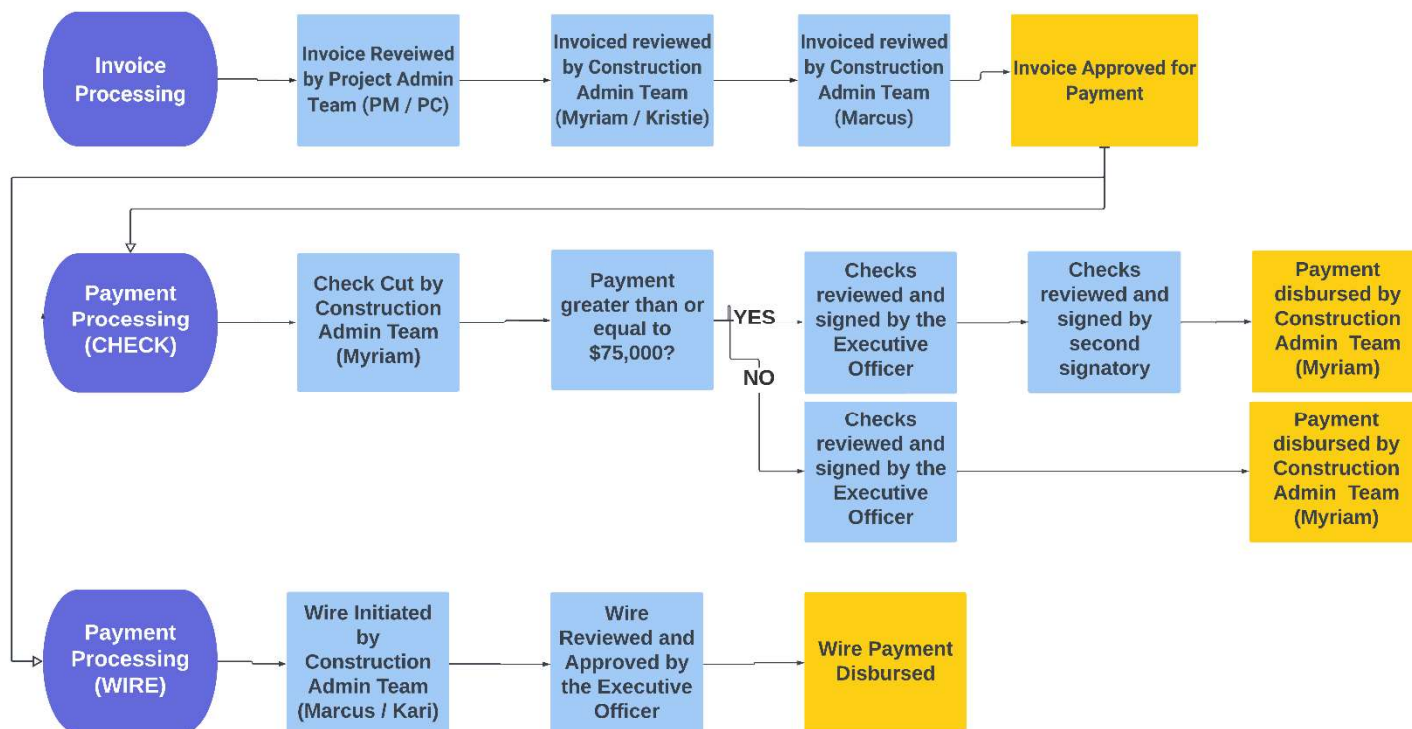 Invoice
Processing
Invoice Reveiwed
by Project Admin
Team (PM / PC)
Invoiced reviewed
by Construction
Admin Team
(Myriam / Kristie)
Invoiced reviwed
by Construction
Admin Team
(Marcus)
Invoice Approved for
Payment
Payment
Processing
(CHECK)
Check Cut by
Construction
Admin Team
(Myriam)
Payment
greater than or
equal to
$75,000?
YES
NO
Checks
reviewed and
signed by the
Executive
Officer
Checks
reviewed and
signed by
second
signatory
Payment
disbursed by
Construction
Admin Team
(Myriam)
Checks
reviewed and
signed by the
Executive
Officer
Payment
disbursed by
Construction
Admin Team
(Myriam)
Payment
Processing
(WIRE)
Wire Initiated
by
Construction
Admin Team
(Marcus / Kari)
Wire
Reviewed and
Approved by
the Executive
Officer
Wire Payment
Disbursed